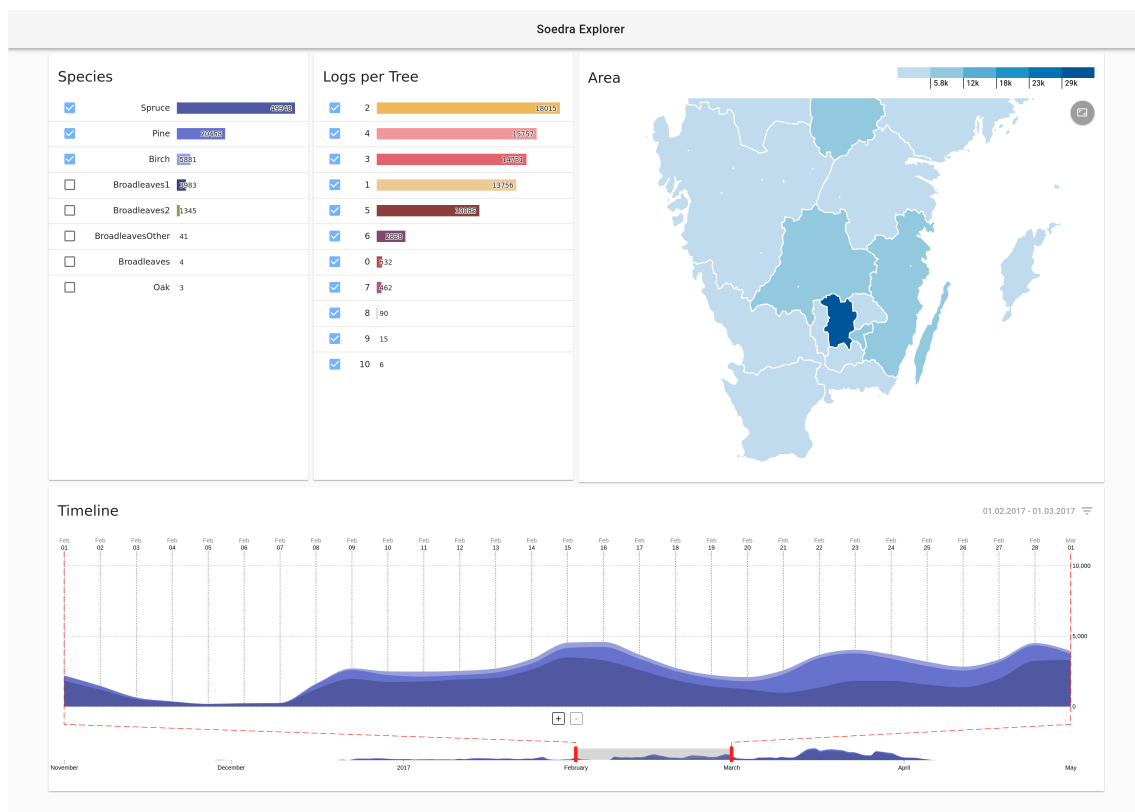 Soedra Explorer
Species
Spruce 49948
Pine 20468
Birch 5881
Broadleaves1 3983
Broadleaves2 1345
BroadleavesOther 41
Broadleaves 4
Oak 3
Logs per Tree
2 18015
4 15757
3 14731
1 13756
5
6
0 532
7 462
8 90
9 15
10 6
Area
5.8k 12k 18k 23k 29k
Timeline
01.02.2017 - 01.03.2017
Feb Feb Feb Feb Feb Feb Feb Feb Feb Feb Feb Feb Feb Feb Feb Feb Feb Feb Feb Feb Feb Feb Feb Feb Feb Feb Feb Feb Mar
01 02 03 04 05 06 07 08 09 10 11 12 13 14 15 16 17 18 19 20 21 22 23 24 25 26 27 28 01
10,000
5,000
0
+ -
November December 2017 February March April May